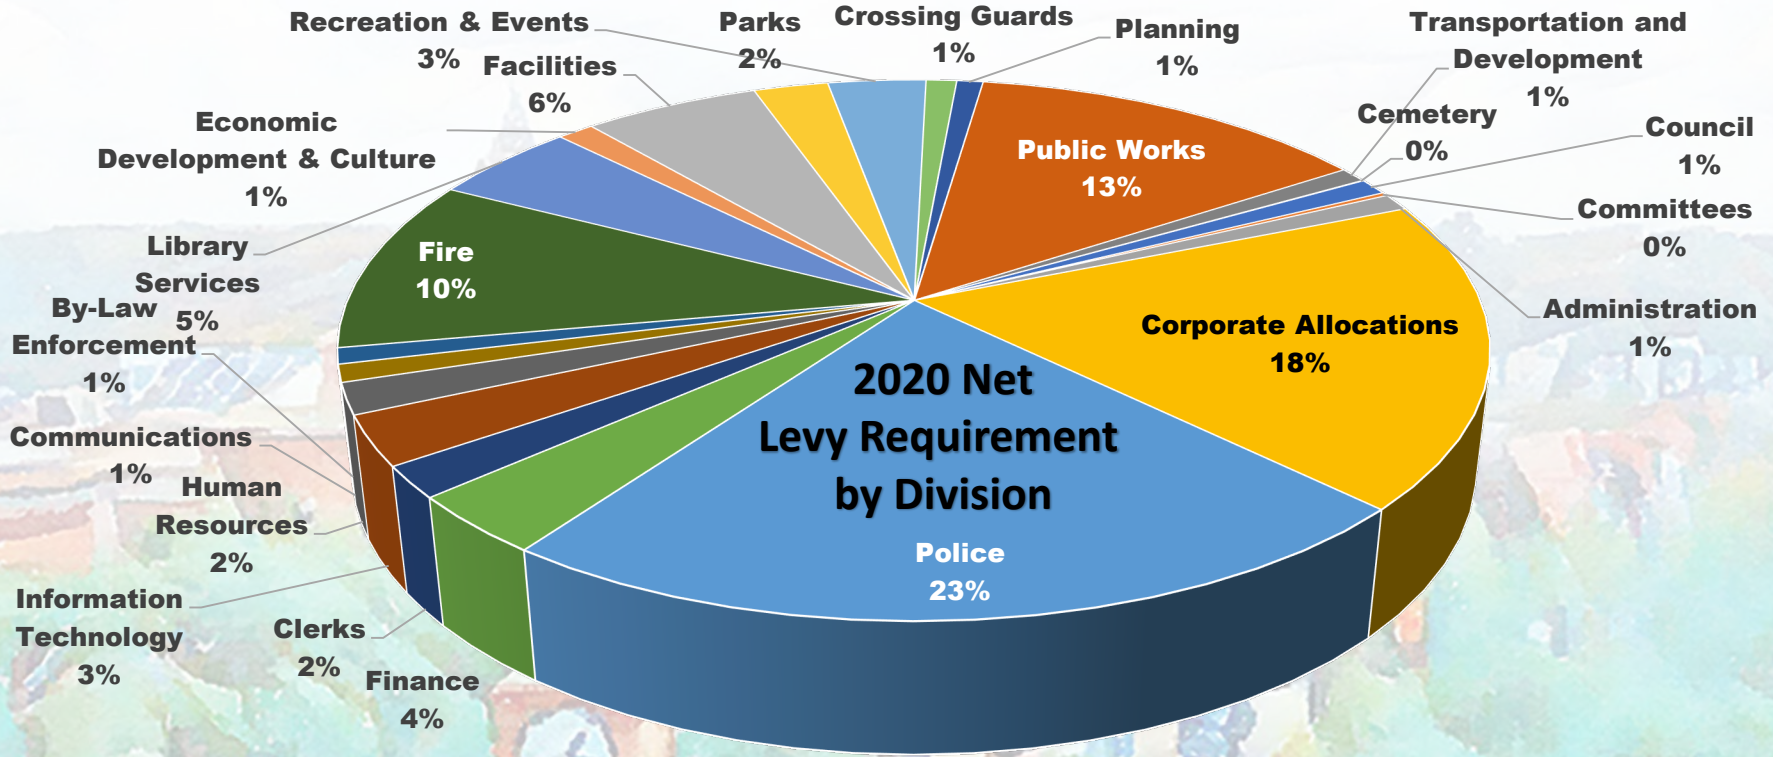 Recreation & Events
3%
Parks
2%
Crossing Guards
1%
Planning
1%
Transportation and
Development
1%
Facilities
6%
Cemetery
0%
Council
1%
Economic
Development & Culture
1%
Public Works
13%
Committees
0%
Library
Services
5%
Fire
10%
By-Law
Enforcement
1%
Administration
1%
Corporate Allocations
18%
2020 Net
Levy Requirement
by Division
Communications
1%
Human
Resources
2%
Police
23%
Information
Technology
3%
Clerks
2%
Finance
4%